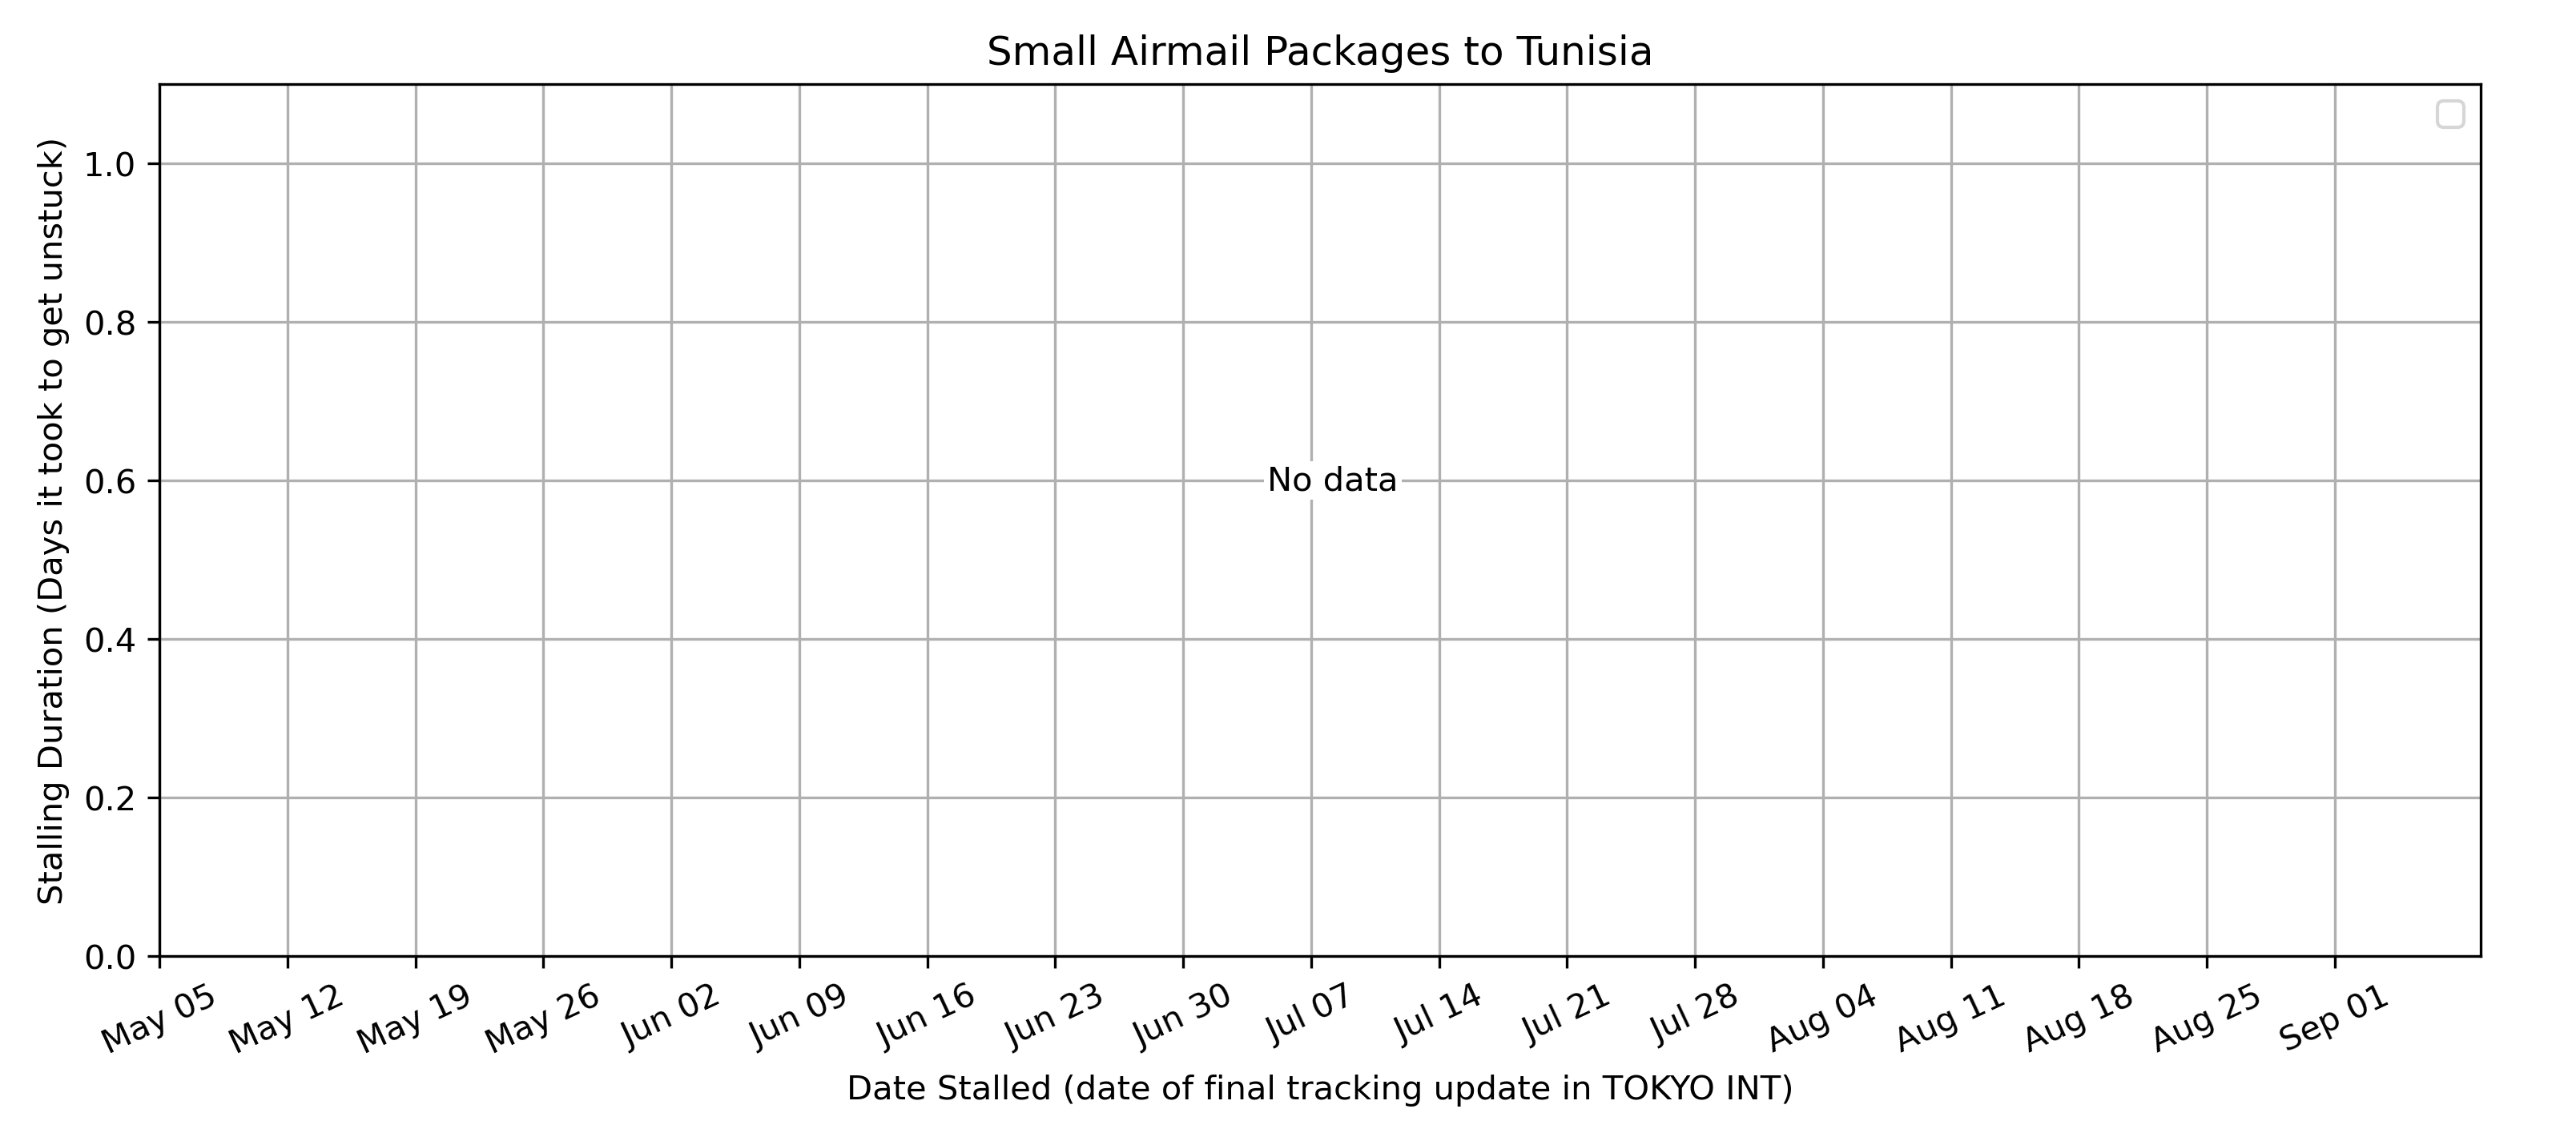 Small Airmail Packages to Tunisia
Stalling Duration (Days it took to get unstuck)
1.0
0.8
0.6
0.4
0.2
0.0
No data
May 05 May 12 May 19 May 26 Jun 02 Jun 09 Jun 16 Jun 23 Jun 30 Jul 07 Jul 14 Jul 21 Jul 28 Aug 04 Aug 11 Aug 18 Aug 25 Sep 01
Date Stalled (date of final tracking update in TOKYO INT)